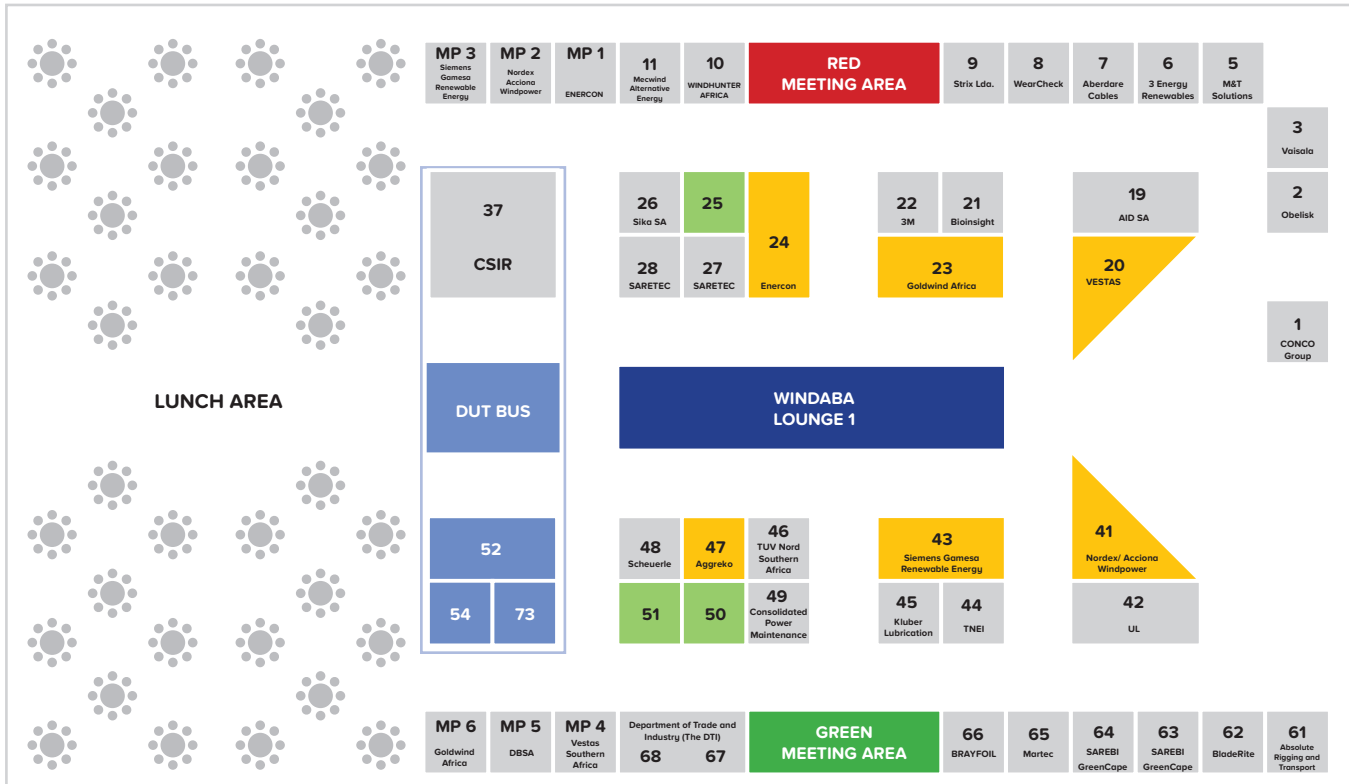 MP 3
Siemens
Gamesa
Renewable
Energy
MP 2
Nordex
Acciona
Windpower
MP 1
ENERCON
11
Mecwind
Alternative
Energy
10
WINDHUNTER
AFRICA
RED
MEETING AREA
9
Strix Lda.
8
WearCheck
7
Aberdare
Cables
6
3 Energy
Renewables
5
M&T
Solutions
3
Vaisala
2
Obelisk
1
CONCO
Group
37
CSIR
26
Sika SA
25
24
Enercon
28
SARETEC
27
SARETEC
22
3M
21
Bioinsight
23
Goldwind Africa
19
AID SA
20
VESTAS
LUNCH AREA
DUT BUS
WINDABA
LOUNGE 1
52
54
73
48
Scheuerle
47
Aggreko
46
TUV Nord
Southern
Africa
51
50
49
Consolidated
Power
Maintenance
43
Siemens Gamesa
Renewable Energy
45
Kluber
Lubrication
44
TNEI
41
Nordex/ Acciona
Windpower
42
UL
MP 6
Goldwind
Africa
MP 5
DBSA
MP 4
Vestas
Southern
Africa
Department of Trade and
Industry (The DTI)
68 67
GREEN
MEETING AREA
66
BRAYFOIL
65
Martec
64
SAREBI
GreenCape
63
SAREBI
GreenCape
62
BladeRite
61
Absolute
Rigging and
Transport